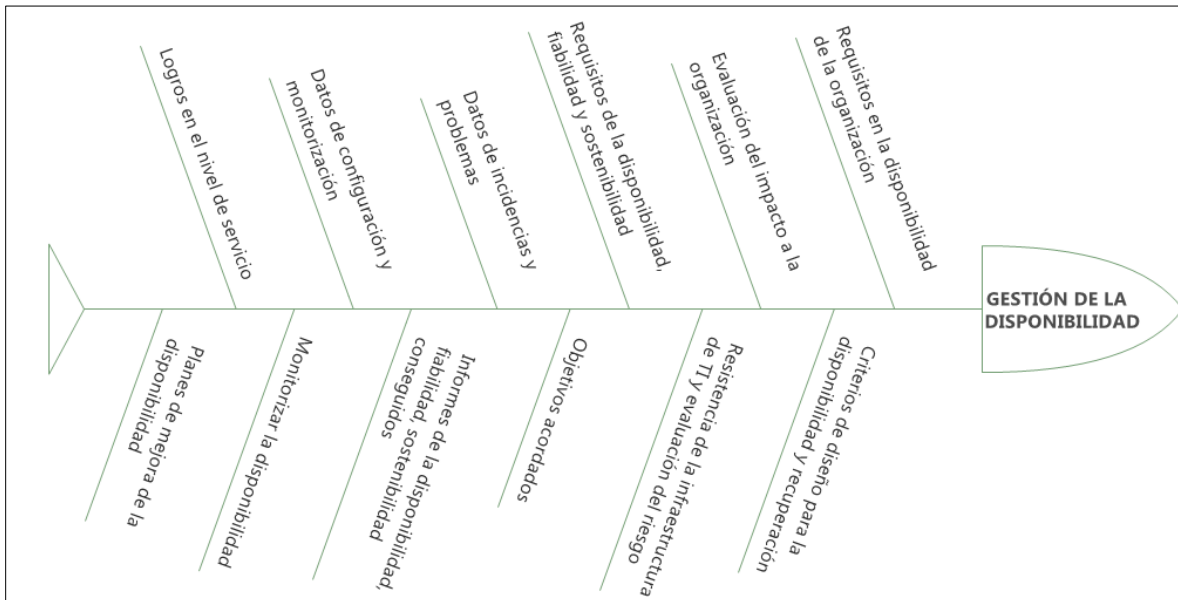 Logros en el nivel de servicio
Datos de configuración y
monitorización
Datos de incidencias y
problemas
Requisitos de la disponibilidad,
fiabilidad y sostenibilidad
Evaluación del impacto a la
organización
Requisitos en la disponibilidad
de la organización
GESTIÓN DE LA
DISPONIBILIDAD
Planes de mejora de la
disponibilidad
Monitorizar la disponibilidad
Informes de la disponibilidad,
fiabilidad, sostenibilidad
conseguidos
Objetivos acordados
Resistencia de la infraestructura
de TI y evaluación del riesgo
Criterios de diseño para la
disponibilidad y recuperación